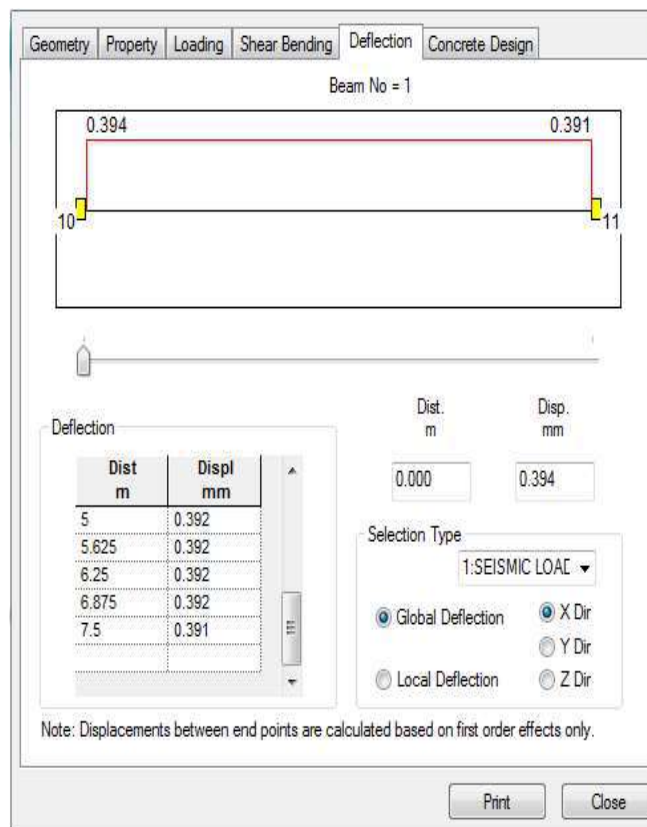 Geometry Property Loading Shear Bending Deflection Concrete Design
Beam No = 1
0.394 0.391
10 11
Deflection
Dist Displ
m mm
5 0.392
5.625 0.392
6.25 0.392
6.875 0.392
7.5 0.391
Dist. Disp.
m mm
0.000 0.394
Selection Type
1:SEISMIC LOAD
Global Deflection X Dir
Y Dir
Local Deflection Z Dir
Note: Displacements between end points are calculated based on first order effects only.
Print Close